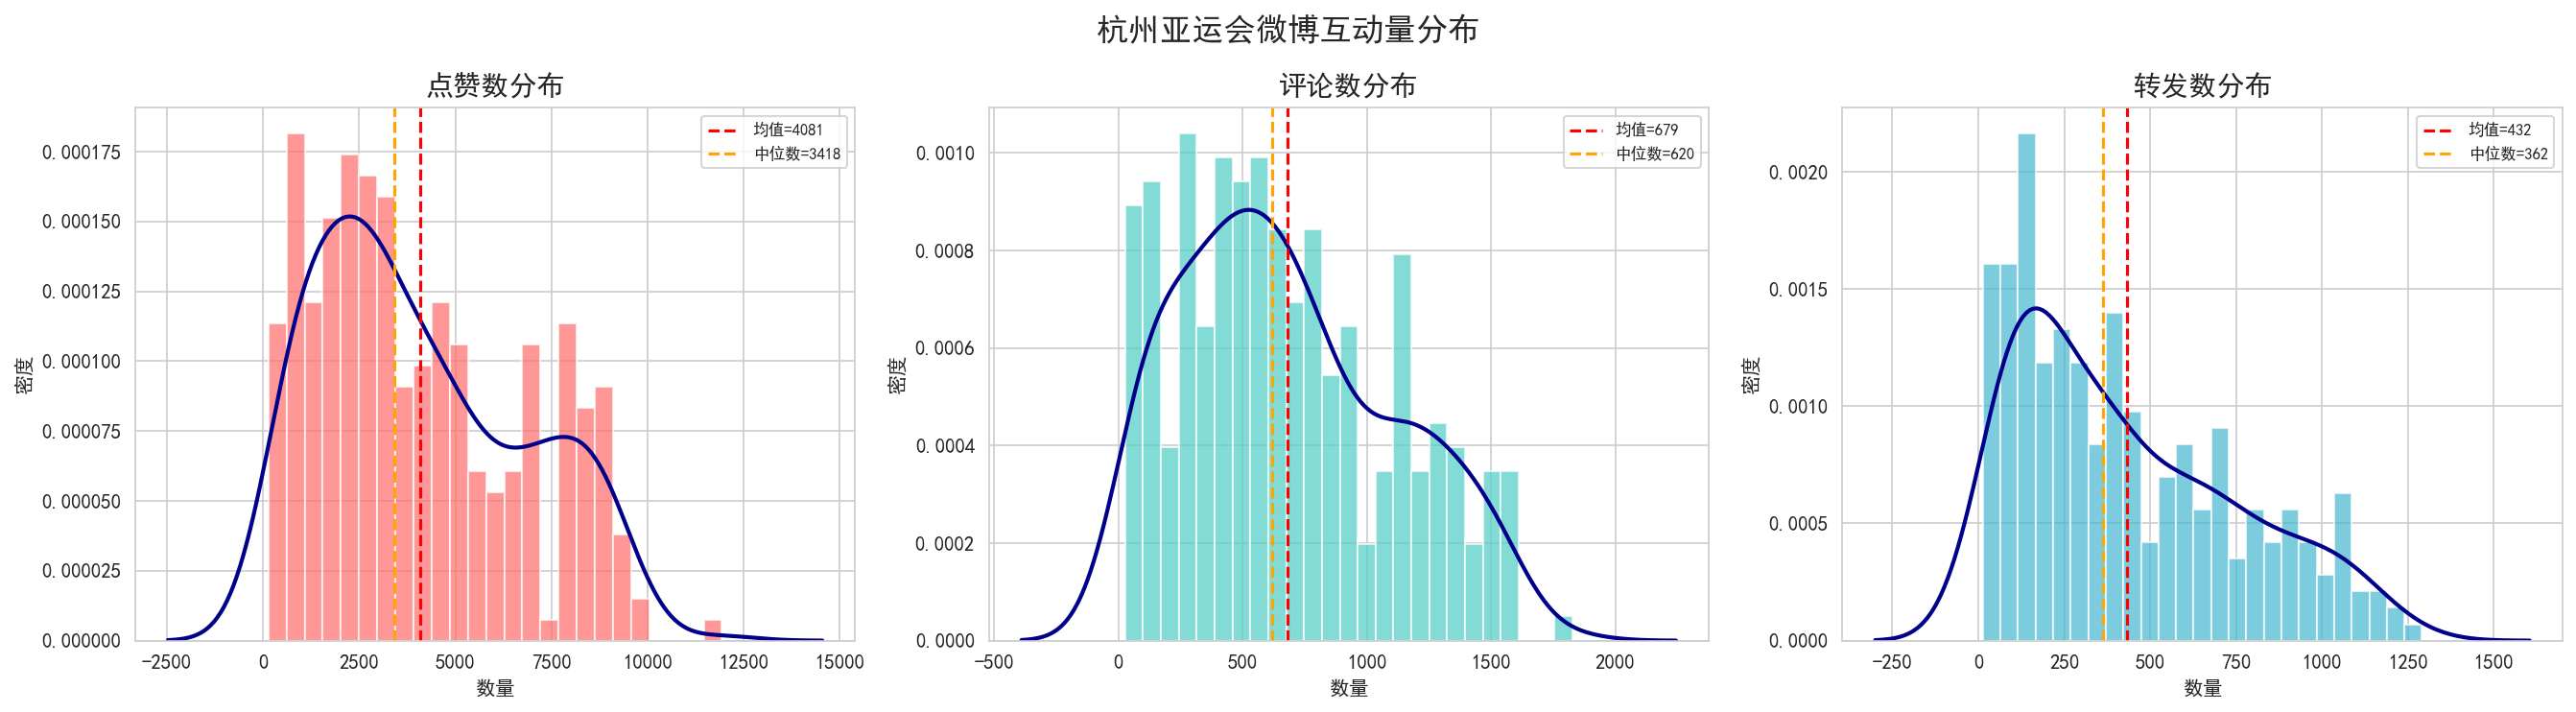 杭州亚运会微博互动量分布
点赞数分布
均值=4081
中位数=3418
密度
0.000175
0.000150
0.000125
0.000100
0.000075
0.000050
0.000025
0.000000
−2500 0 2500 5000 7500 10000 12500 15000
数量
评论数分布
均值=679
中位数=620
密度
0.0010
0.0008
0.0006
0.0004
0.0002
0.0000
−500 0 500 1000 1500 2000
数量
转发数分布
均值=432
中位数=362
密度
0.0020
0.0015
0.0010
0.0005
0.0000
−250 0 250 500 750 1000 1250 1500
数量